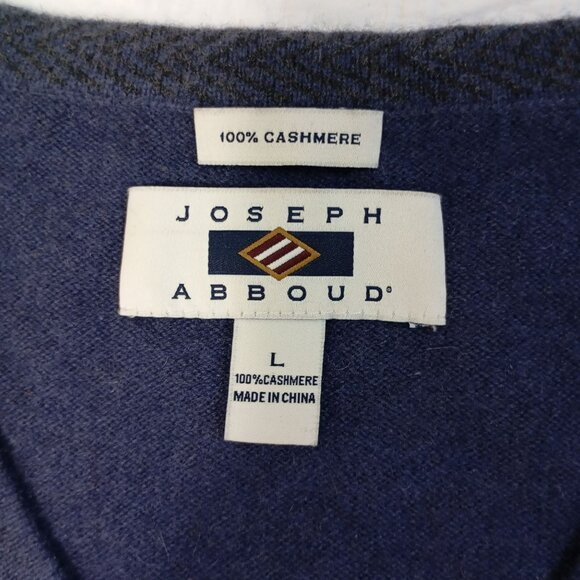 100% CASHMERE
JOSEPH
ABBOUD®
L
100%CASHMERE
MADE IN CHINA